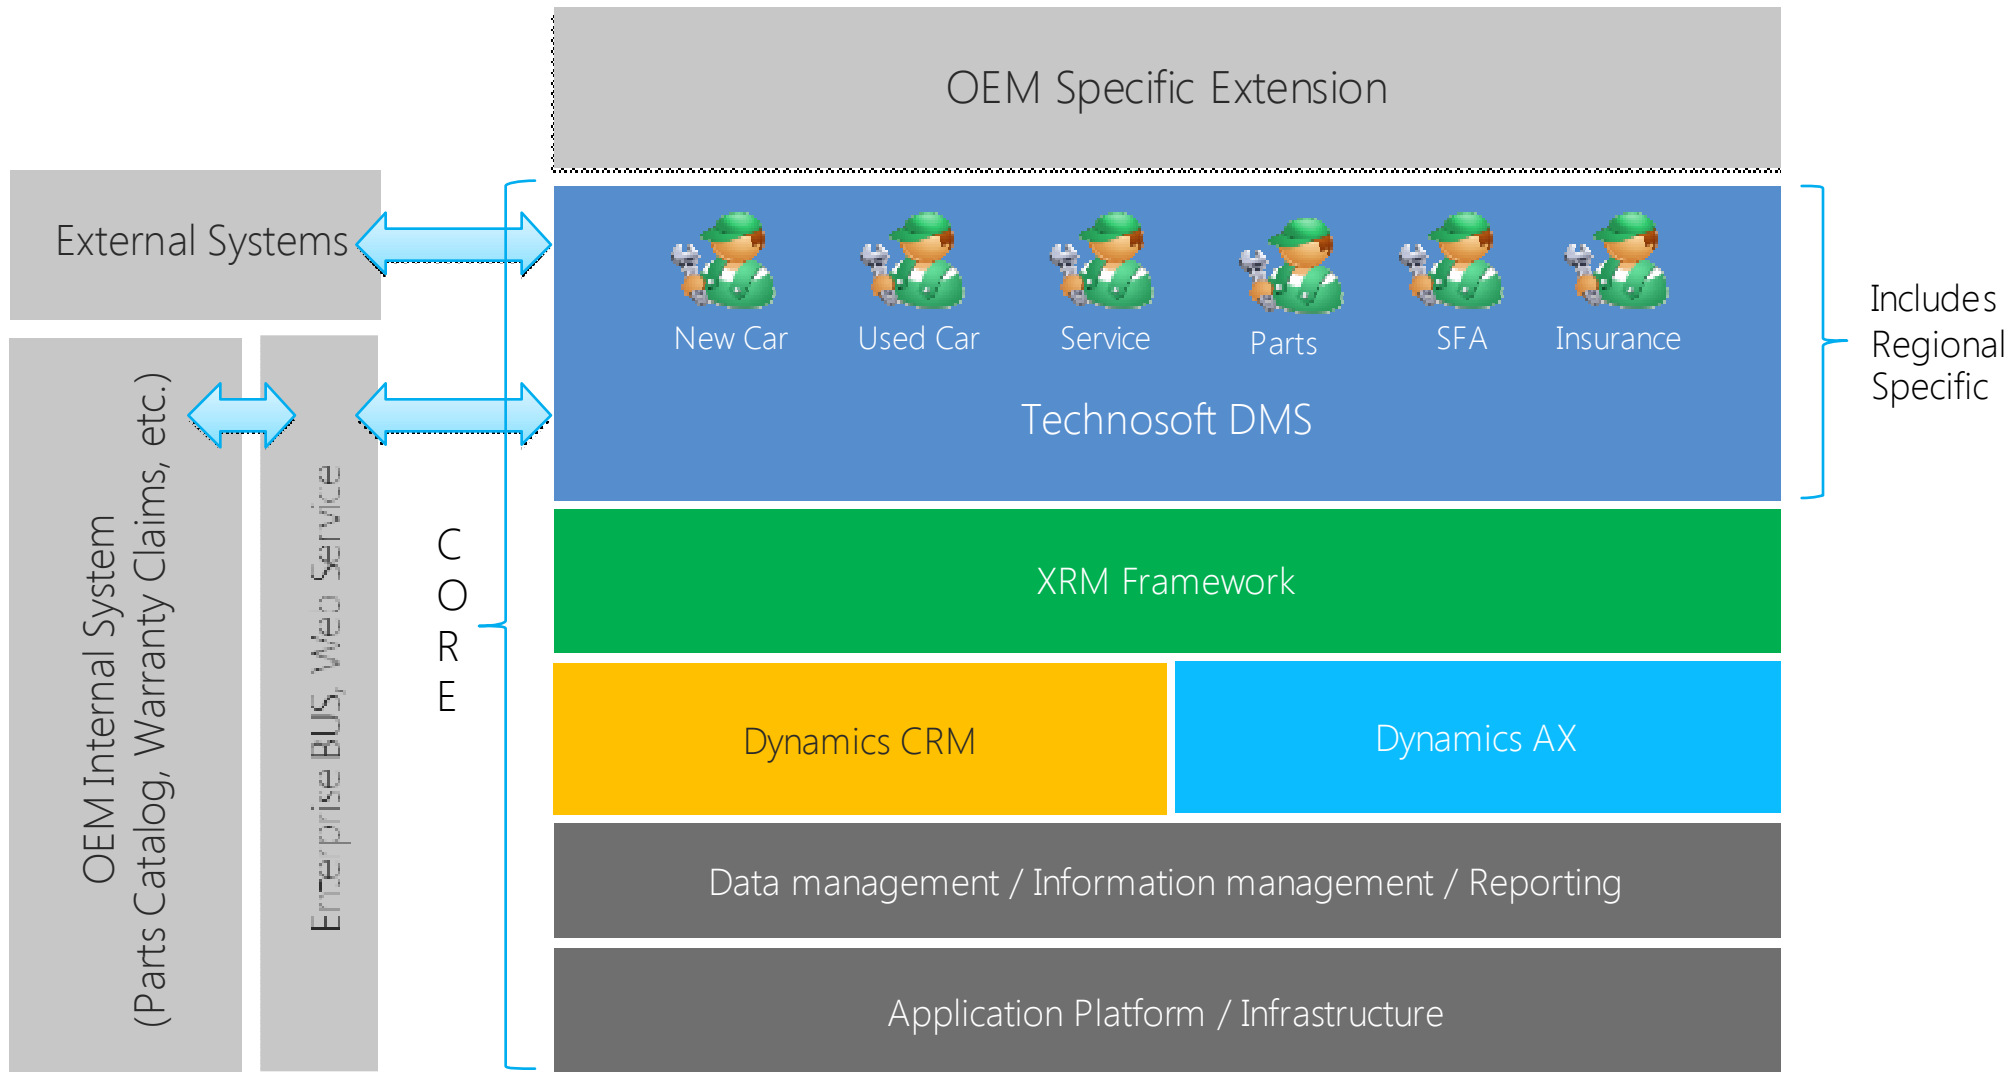 OEM Specific Extension
External Systems
New Car
Used Car
Service
Parts
SFA
Insurance
Technosoft DMS
Includes
Regional
Specific
OEM Internal System
(Parts Catalog, Warranty Claims, etc.)
Enterprise BUS, Web Service
C
O
R
E
XRM Framework
Dynamics CRM
Dynamics AX
Data management / Information management / Reporting
Application Platform / Infrastructure